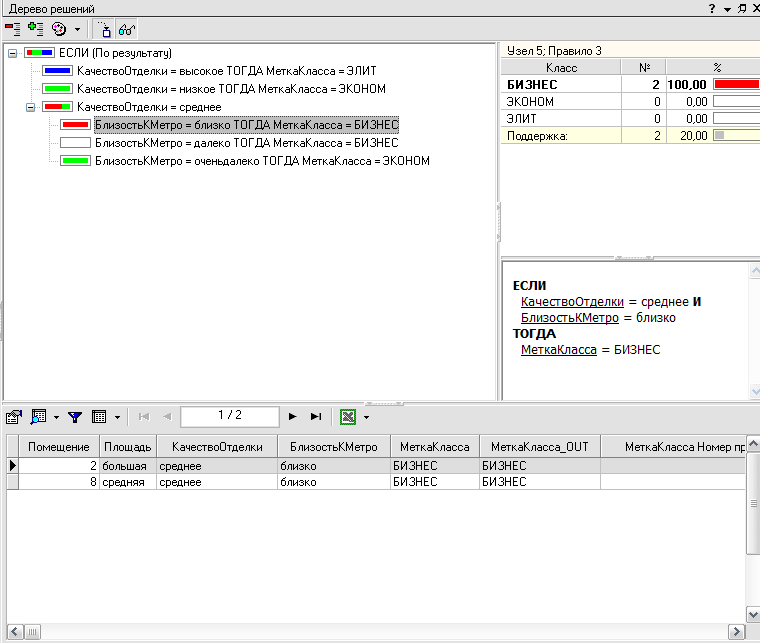 Дерево решений
ЕСЛИ (По результату)
КачествоОтделки = высокое ТОГДА МеткаКласса = ЭЛИТ
КачествоОтделки = низкое ТОГДА МеткаКласса = ЭКОНОМ
КачествоОтделки = среднее
БлизостьКМетро = близко ТОГДА МеткаКласса = БИЗНЕС
БлизостьКМетро = далеко ТОГДА МеткаКласса = БИЗНЕС
БлизостьКМетро = оченьдалеко ТОГДА МеткаКласса = ЭКОНОМ
Узел 5; Правило 3
Класс № %
БИЗНЕС 2 100,00
ЭКОНОМ 0 0,00
ЭЛИТ 0 0,00
Поддержка: 2 20,00
ЕСЛИ
КачествоОтделки = среднее И
БлизостьКМетро = близко
ТОГДА
МеткаКласса = БИЗНЕС
1 / 2
Помещение Площадь КачествоОтделки БлизостьКМетро МеткаКласса МеткаКласса_OUT МеткаКласса Номер пр
2 большая среднее близко БИЗНЕС БИЗНЕС
8 средняя среднее близко БИЗНЕС БИЗНЕС